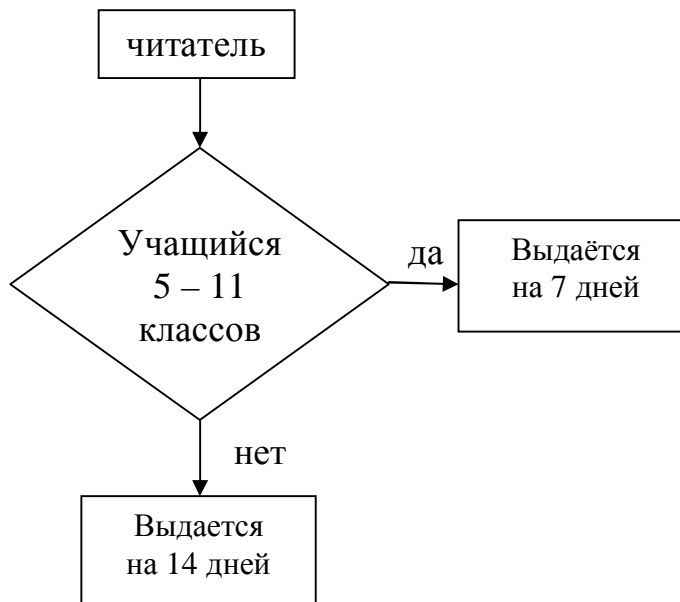 читатель
Учащийся
5 – 11
классов
да
Выдаётся
на 7 дней
нет
Выдается
на 14 дней